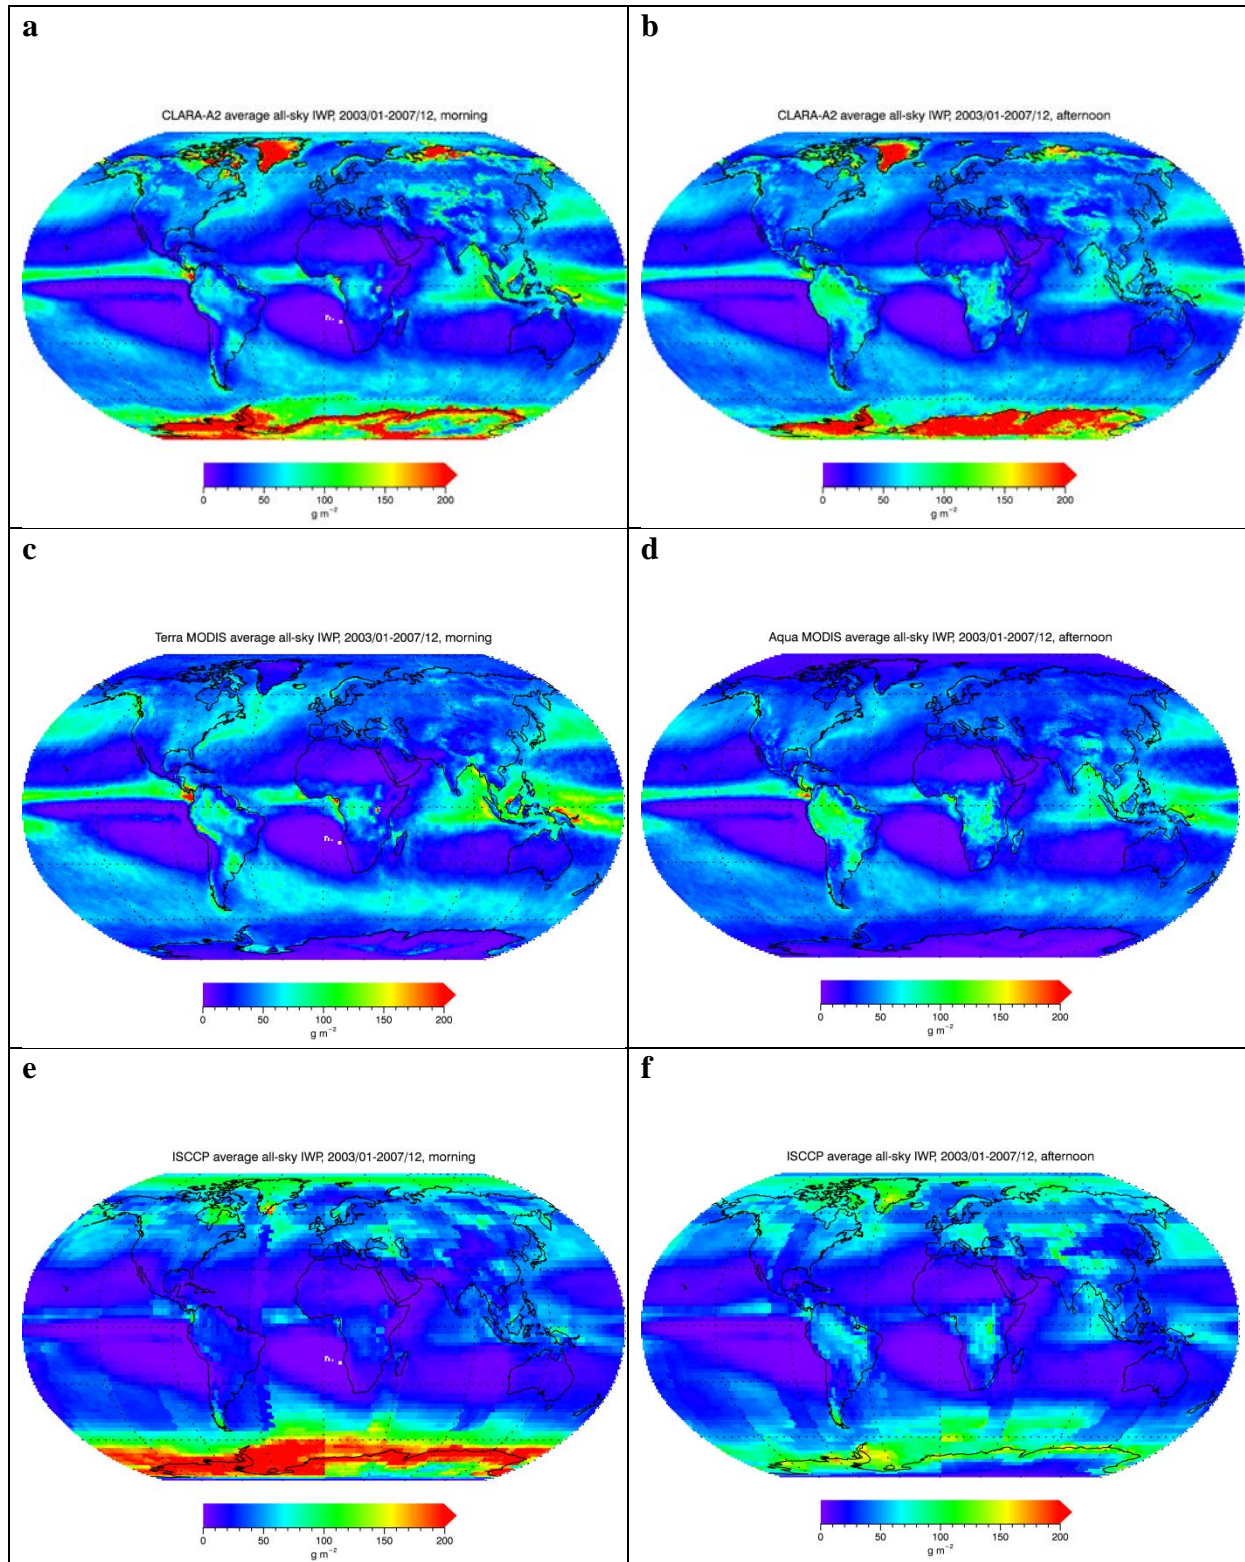 a
b
CLARA-A2 average all-sky IWP, 2003/01-2007/12, morning
CLARA-A2 average all-sky IWP, 2003/01-2007/12, afternoon
n.
0 50 100 150 200
g m⁻²
0 50 100 150 200
g m⁻²
c
d
Terra MODIS average all-sky IWP, 2003/01-2007/12, morning
Aqua MODIS average all-sky IWP, 2003/01-2007/12, afternoon
n.
0 50 100 150 200
g m⁻²
0 50 100 150 200
g m⁻²
e
f
ISCCP average all-sky IWP, 2003/01-2007/12, morning
ISCCP average all-sky IWP, 2003/01-2007/12, afternoon
n.
0 50 100 150 200
g m⁻²
0 50 100 150 200
g m⁻²